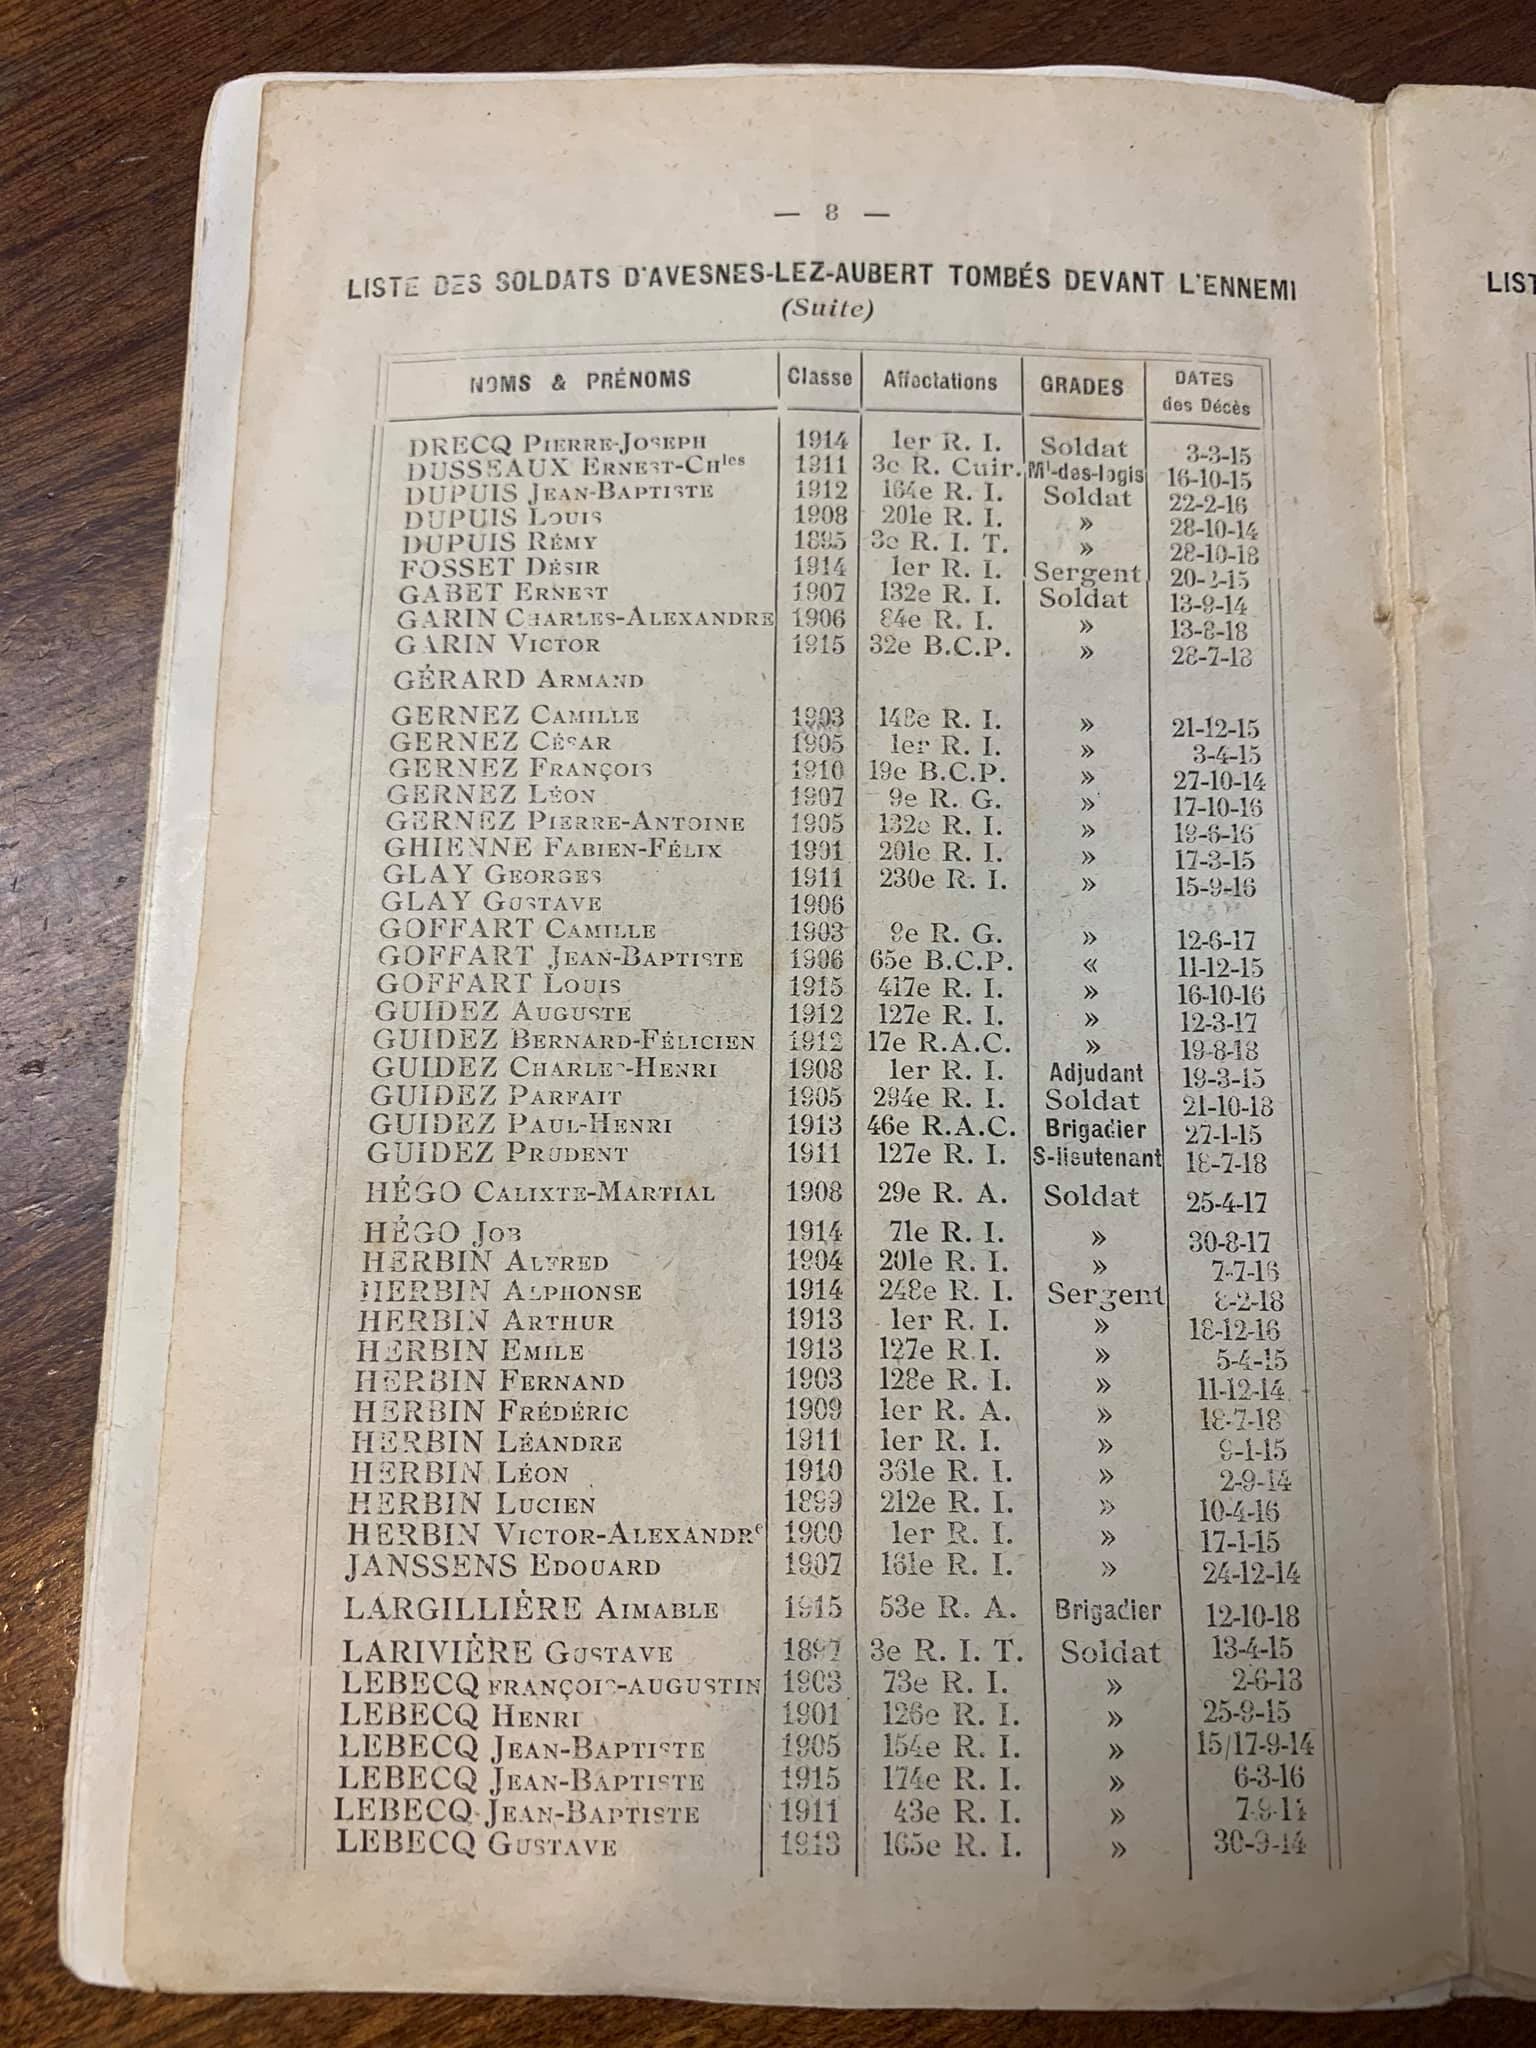 — 8 —
LISTE DES SOLDATS D'AVESNES-LEZ-AUBERT TOMBÉS DEVANT L'ENNEMI
(Suite)
LIST
NOMS & PRÉNOMS Classe Affectations GRADES DATES des Décès
DRECQ PIERRE-JOSEPH 1914 1er R. I. Soldat 3-3-15
DUSSEAUX ERNEST-CHles 1911 3e R. Cuir. Ml-des-logis 16-10-15
DUPUIS JEAN-BAPTISTE 1912 164e R. I. Soldat 22-2-16
DUPUIS LOUIS 1908 201e R. I. » 28-10-14
DUPUIS RÉMY 1895 3e R. I. T. » 28-10-18
FOSSET DÉSIR 1914 1er R. I. Sergent 20-2-15
GABET ERNEST 1907 132e R. I. Soldat 13-9-14
GARIN CHARLES-ALEXANDRE 1906 84e R. I. » 13-8-18
GARIN VICTOR 1915 32e B.C.P. » 28-7-18
GÉRARD ARMAND
GERNEZ CAMILLE 1903 148e R. I. » 21-12-15
GERNEZ CÉSAR 1905 1er R. I. » 3-4-15
GERNEZ FRANÇOIS 1910 19e B.C.P. » 27-10-14
GERNEZ LÉON 1907 9e R. G. » 17-10-16
GERNEZ PIERRE-ANTOINE 1905 132e R. I. » 19-6-16
GHIENNE FABIEN-FÉLIX 1901 201e R. I. » 17-3-15
GLAY GEORGES 1911 230e R. I. » 15-9-16
GLAY GUSTAVE 1906
GOFFART CAMILLE 1903 9e R. G. » 12-6-17
GOFFART JEAN-BAPTISTE 1906 65e B.C.P. « 11-12-15
GOFFART LOUIS 1915 417e R. I. » 16-10-16
GUIDEZ AUGUSTE 1912 127e R. I. » 12-3-17
GUIDEZ BERNARD-FÉLICIEN 1912 17e R.A.C. » 19-8-18
GUIDEZ CHARLES-HENRI 1908 1er R. I. Adjudant 19-3-15
GUIDEZ PARFAIT 1905 294e R. I. Soldat 21-10-18
GUIDEZ PAUL-HENRI 1913 46e R.A.C. Brigadier 27-1-15
GUIDEZ PRUDENT 1911 127e R. I. S-lieutenant 18-7-18
HÉGO CALIXTE-MARTIAL 1908 29e R. A. Soldat 25-4-17
HÉGO JOB 1914 71e R. I. » 30-8-17
HERBIN ALFRED 1904 201e R. I. » 7-7-16
HERBIN ALPHONSE 1914 248e R. I. Sergent 8-2-18
HERBIN ARTHUR 1913 1er R. I. » 18-12-16
HERBIN EMILE 1913 127e R.I. » 5-4-15
HERBIN FERNAND 1903 128e R. I. » 11-12-14
HERBIN FRÉDÉRIC 1909 1er R. A. » 18-7-18
HERBIN LÉANDRE 1911 1er R. I. » 9-1-15
HERBIN LÉON 1910 361e R. I. » 2-9-14
HERBIN LUCIEN 1899 212e R. I. » 10-4-16
HERBIN VICTOR-ALEXANDRe 1900 1er R. I. » 17-1-15
JANSSENS EDOUARD 1907 161e R. I. » 24-12-14
LARGILLIÈRE AIMABLE 1915 53e R. A. Brigadier 12-10-18
LARIVIÈRE GUSTAVE 1897 3e R. I. T. Soldat 13-4-15
LEBECQ FRANÇOIS-AUGUSTIN 1903 73e R. I. » 2-6-18
LEBECQ HENRI 1901 126e R. I. » 25-9-15
LEBECQ JEAN-BAPTISTE 1905 154e R. I. » 15/17-9-14
LEBECQ JEAN-BAPTISTE 1915 174e R. I. » 6-3-16
LEBECQ JEAN-BAPTISTE 1911 43e R. I. » 7-9-14
LEBECQ GUSTAVE 1913 165e R. I. » 30-9-14